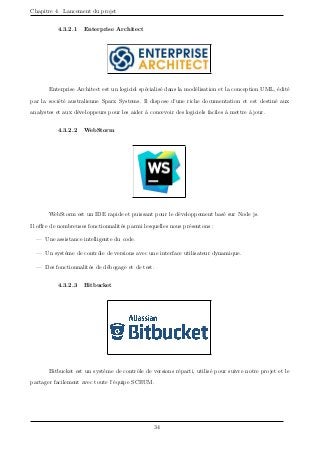 Chapitre 4. Lancement du projet
4.3.2.1 Enterprise Architect
ENTERPRISE
ARCHITECT
Enterprise Architect est un logiciel spécialisé dans la modélisation et la conception UML, édité
par la société australienne Sparx Systems. Il dispose d'une riche documentation et est destiné aux
analystes et aux développeurs pour les aider à concevoir des logiciels faciles à mettre à jour.
4.3.2.2 WebStorm
WS
WebStorm est un IDE rapide et puissant pour le développement basé sur Node js.
Il offre de nombreuses fonctionnalités parmi lesquelles nous présentons :
— Une assistance intelligente du code.
— Un système de contrôle de versions avec une interface utilisateur dynamique.
— Des fonctionnalités de débogage et de test.
4.3.2.3 Bitbucket
Atlassian
Bitbucket
Bitbucket est un système de contrôle de versions réparti, utilisé pour suivre notre projet et le
partager facilement avec toute l'équipe SCRUM.
34